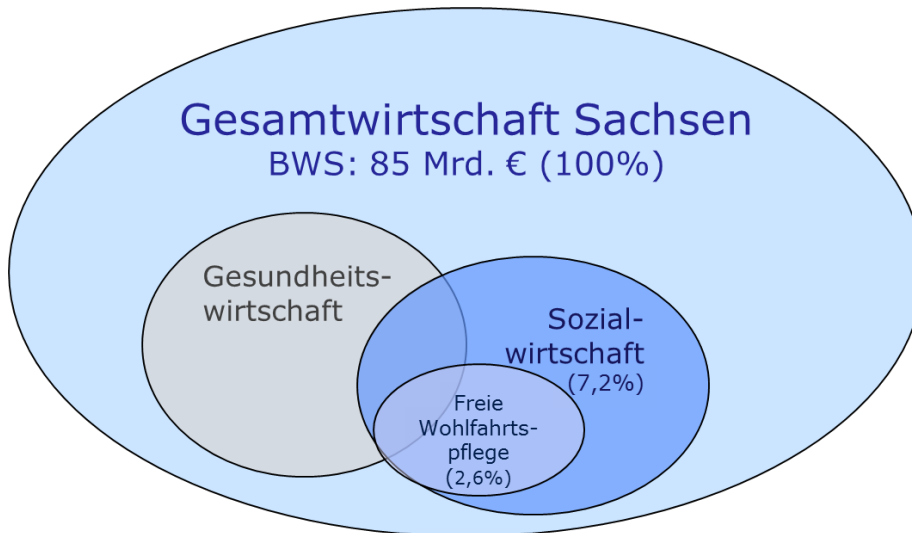 Gesamtwirtschaft Sachsen
BWS: 85 Mrd. € (100%)
Gesundheits-
wirtschaft
Sozial-
wirtschaft
(7,2%)
Freie
Wohlfahrts-
pflege
(2,6%)